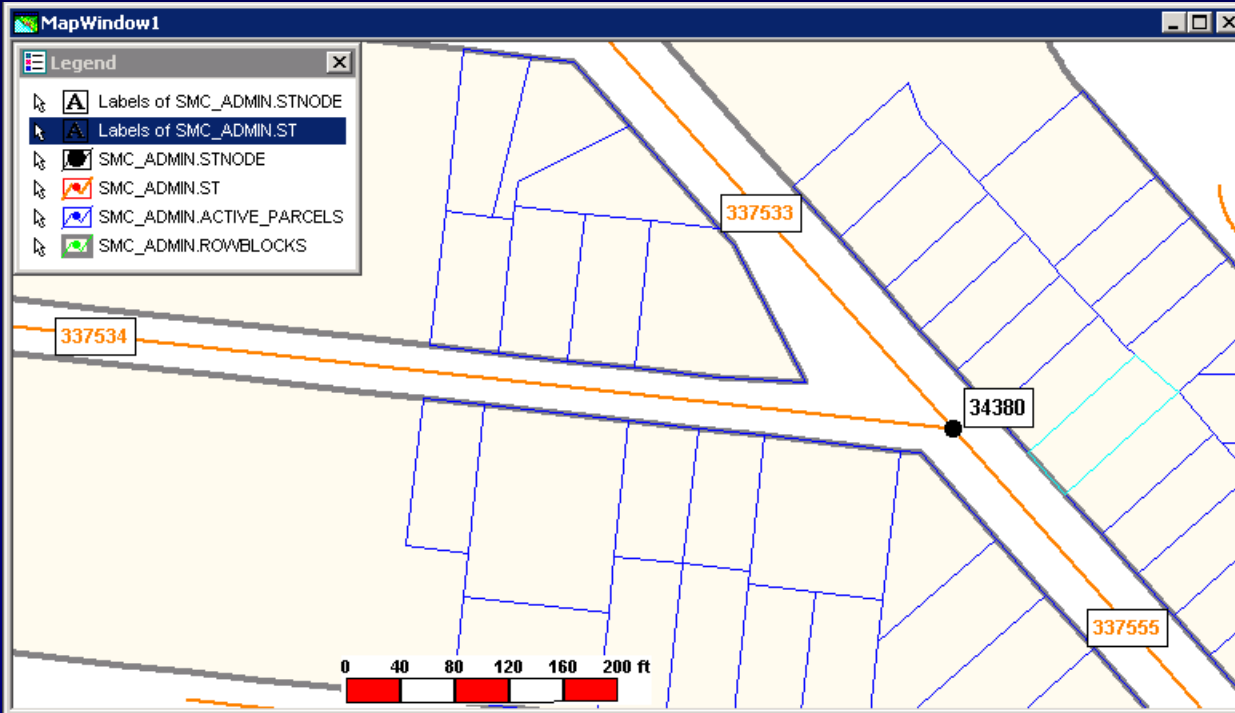 MapWindow1
Legend
A Labels of SMC_ADMIN.STNODE
A Labels of SMC_ADMIN.ST
SMC_ADMIN.STNODE
SMC_ADMIN.ST
SMC_ADMIN.ACTIVE_PARCELS
SMC_ADMIN.ROWBLOCKS
337533
337534
34380
337555
0 40 80 120 160 200 ft